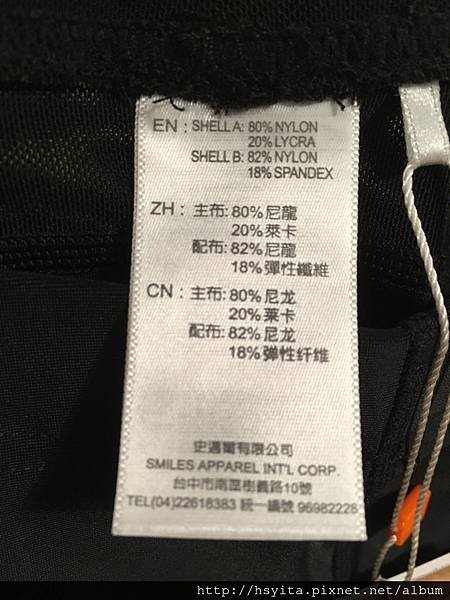 EN : SHELL A: 80% NYLON
20% LYCRA
SHELL B: 82% NYLON
18% SPANDEX
ZH : 主布: 80% 尼龍
20% 萊卡
配布: 82% 尼龍
18% 彈性纖維
CN : 主布: 80% 尼龙
20% 莱卡
配布: 82% 尼龙
18% 弹性纤维
史邁爾有限公司
SMILES APPAREL INT'L CORP.
台中市南區樹義路10號
TEL(04)22618383 統一編號 96982228
http://hsyita.pixnet.net/album